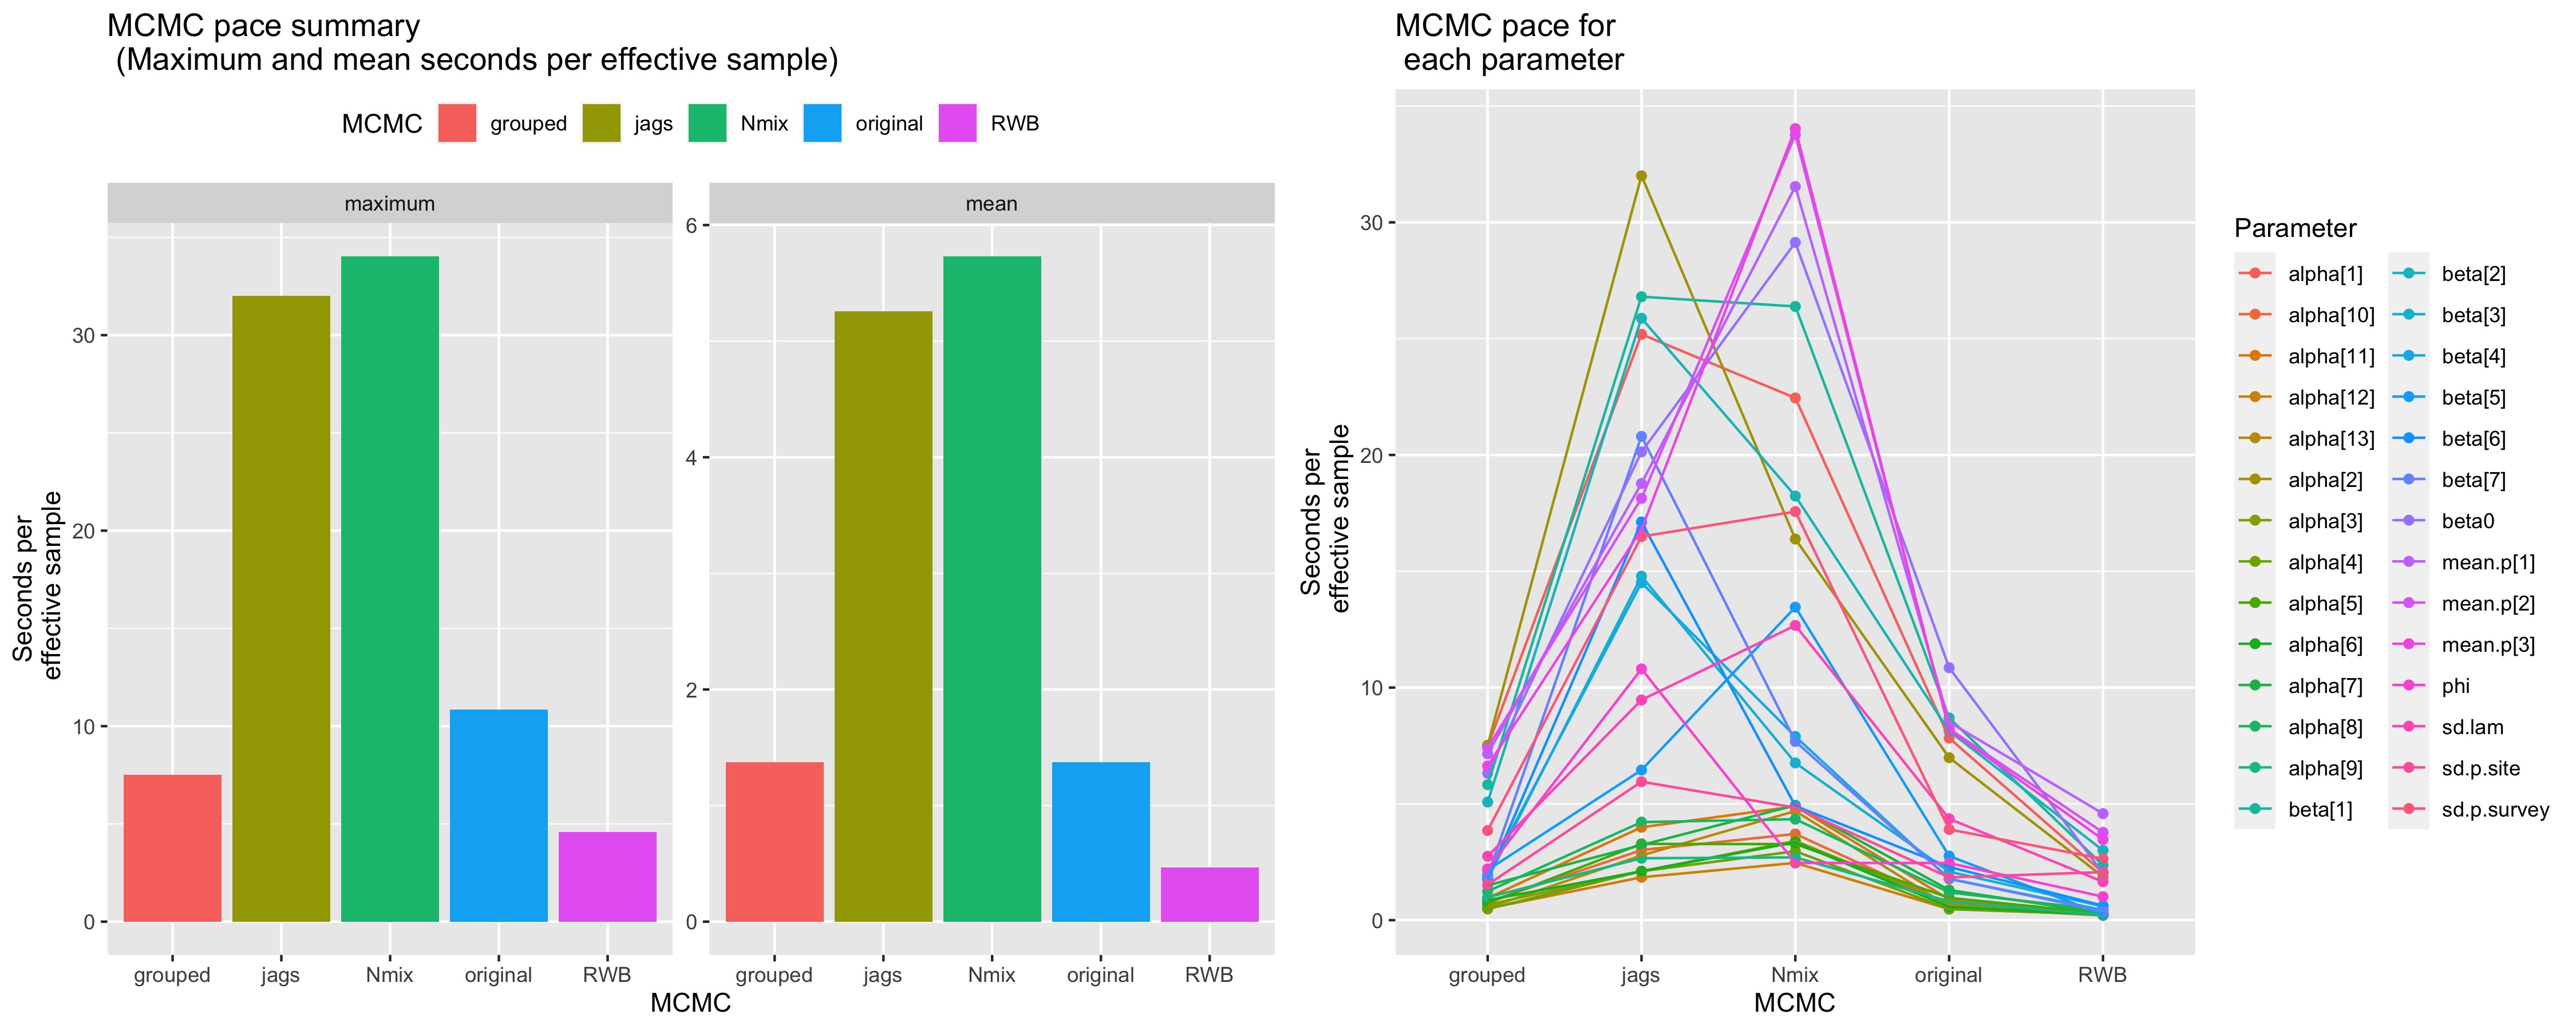 MCMC pace summary
(Maximum and mean seconds per effective sample)
MCMC grouped jags Nmix original RWB
maximum
mean
Seconds per
effective sample
30
20
10
0
6
4
2
0
grouped jags Nmix original RWB
grouped jags Nmix original RWB
MCMC
MCMC pace for
each parameter
Seconds per
effective sample
30
20
10
0
grouped jags Nmix original RWB
MCMC
Parameter
alpha[1]
alpha[10]
alpha[11]
alpha[12]
alpha[13]
alpha[2]
alpha[3]
alpha[4]
alpha[5]
alpha[6]
alpha[7]
alpha[8]
alpha[9]
beta[1]
beta[2]
beta[3]
beta[4]
beta[5]
beta[6]
beta[7]
beta0
mean.p[1]
mean.p[2]
mean.p[3]
phi
sd.lam
sd.p.site
sd.p.survey